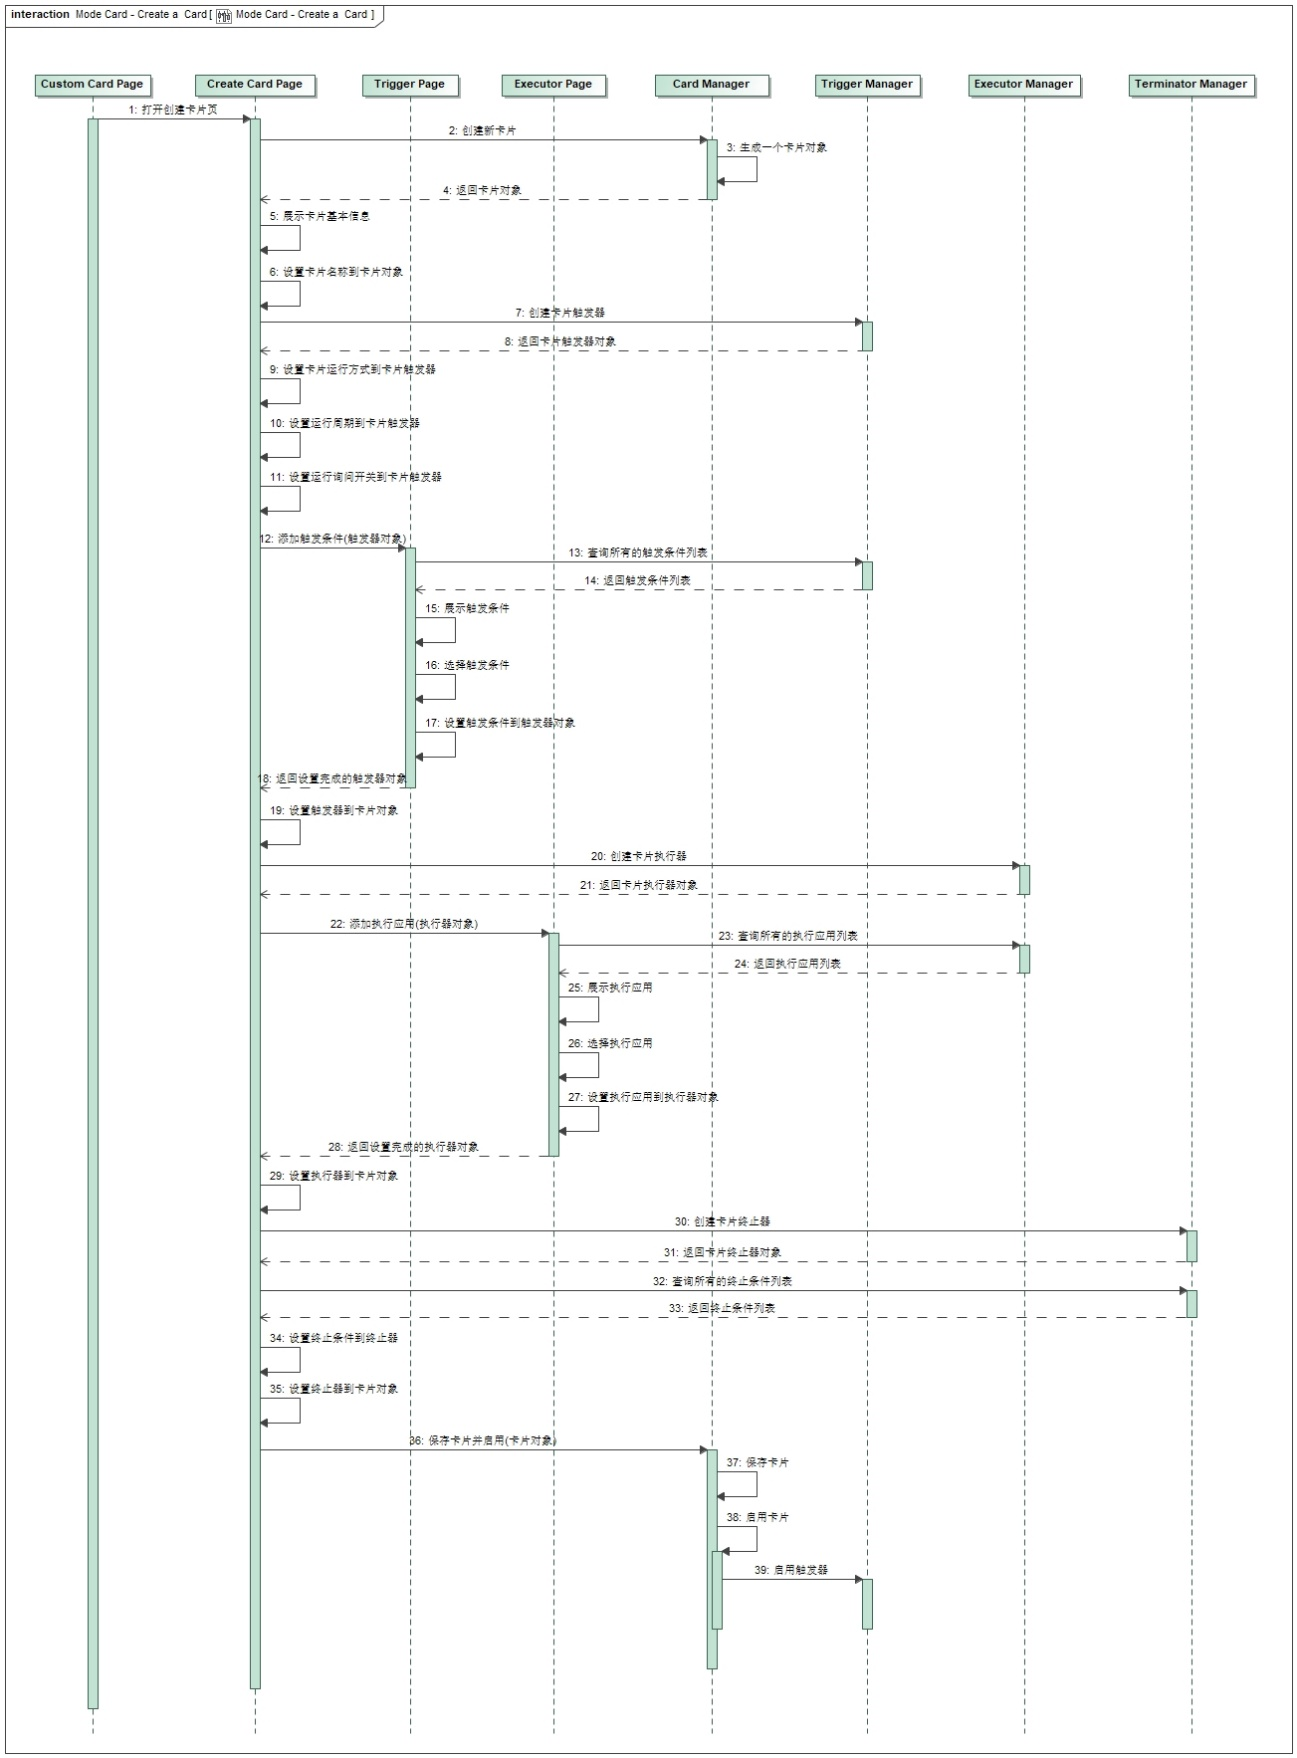 interaction Mode Card - Create a Card [ Mode Card - Create a Card ]
Custom Card Page
Create Card Page
Trigger Page
Executor Page
Card Manager
Trigger Manager
Executor Manager
Terminator Manager
1: 打开创建卡片页
2: 创建新卡片
3: 生成一个卡片对象
4: 返回卡片对象
5: 展示卡片基本信息
6: 设置卡片名称到卡片对象
7: 创建卡片触发器
8: 返回卡片触发器对象
9: 设置卡片运行方式到卡片触发器
10: 设置运行周期到卡片触发器
11: 设置运行询问开关到卡片触发器
12: 添加触发条件(触发器对象)
13: 查询所有的触发条件列表
14: 返回触发条件列表
15: 展示触发条件
16: 选择触发条件
17: 设置触发条件到触发器对象
18: 返回设置完成的触发器对象
19: 设置触发器到卡片对象
20: 创建卡片执行器
21: 返回卡片执行器对象
22: 添加执行应用(执行器对象)
23: 查询所有的执行应用列表
24: 返回执行应用列表
25: 展示执行应用
26: 选择执行应用
27: 设置执行应用到执行器对象
28: 返回设置完成的执行器对象
29: 设置执行器到卡片对象
30: 创建卡片终止器
31: 返回卡片终止器对象
32: 查询所有的终止条件列表
33: 返回终止条件列表
34: 设置终止条件到终止器
35: 设置终止器到卡片对象
36: 保存卡片并启用(卡片对象)
37: 保存卡片
38: 启用卡片
39: 启用触发器